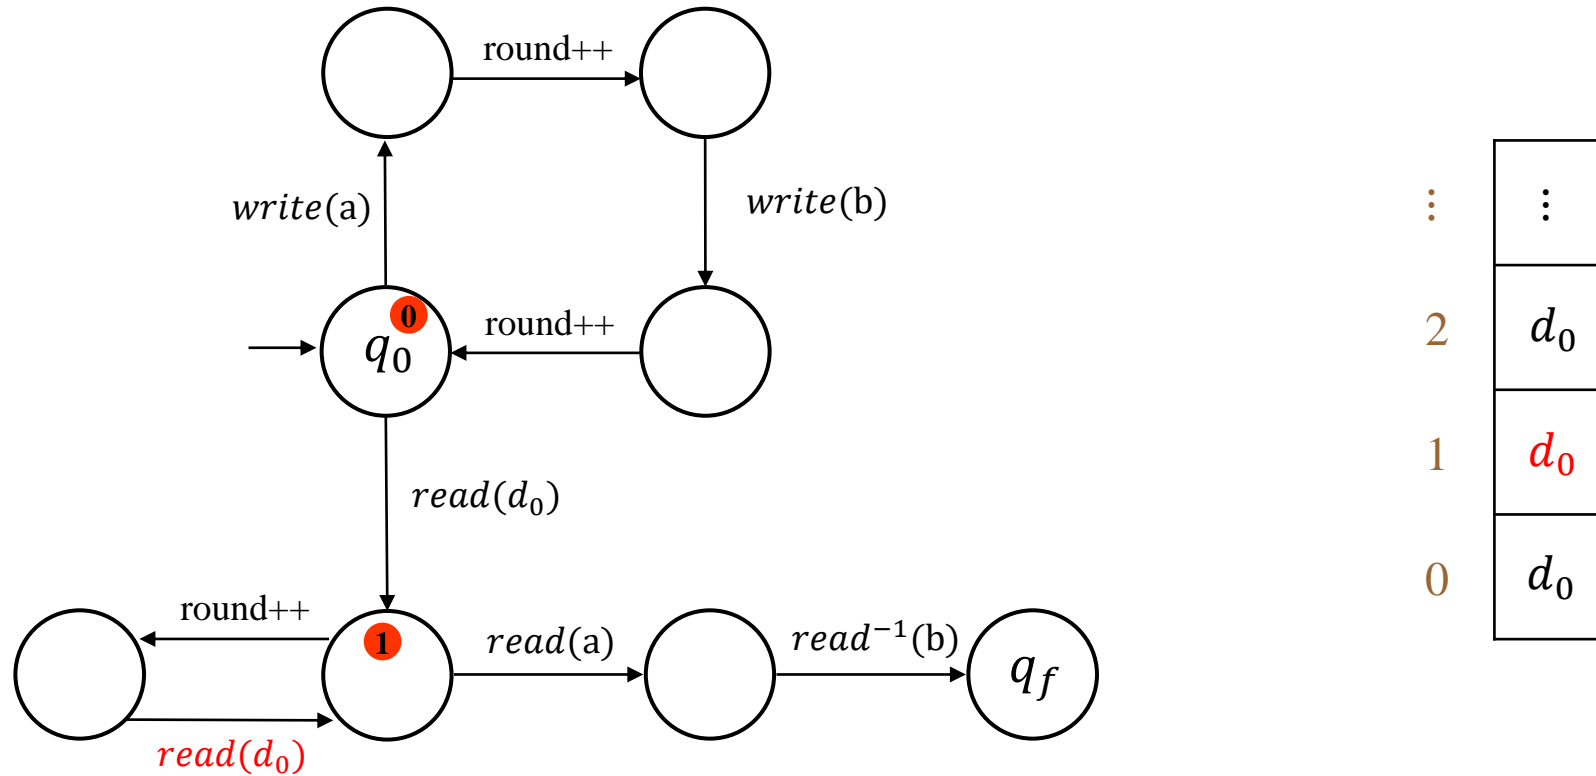 round++
write(a)
write(b)
0
q₀
round++
read(d₀)
round++
1
read(a)
read⁻¹(b)
q_f
read(d₀)
⋮ ⋮
2 d₀
1 d₀
0 d₀